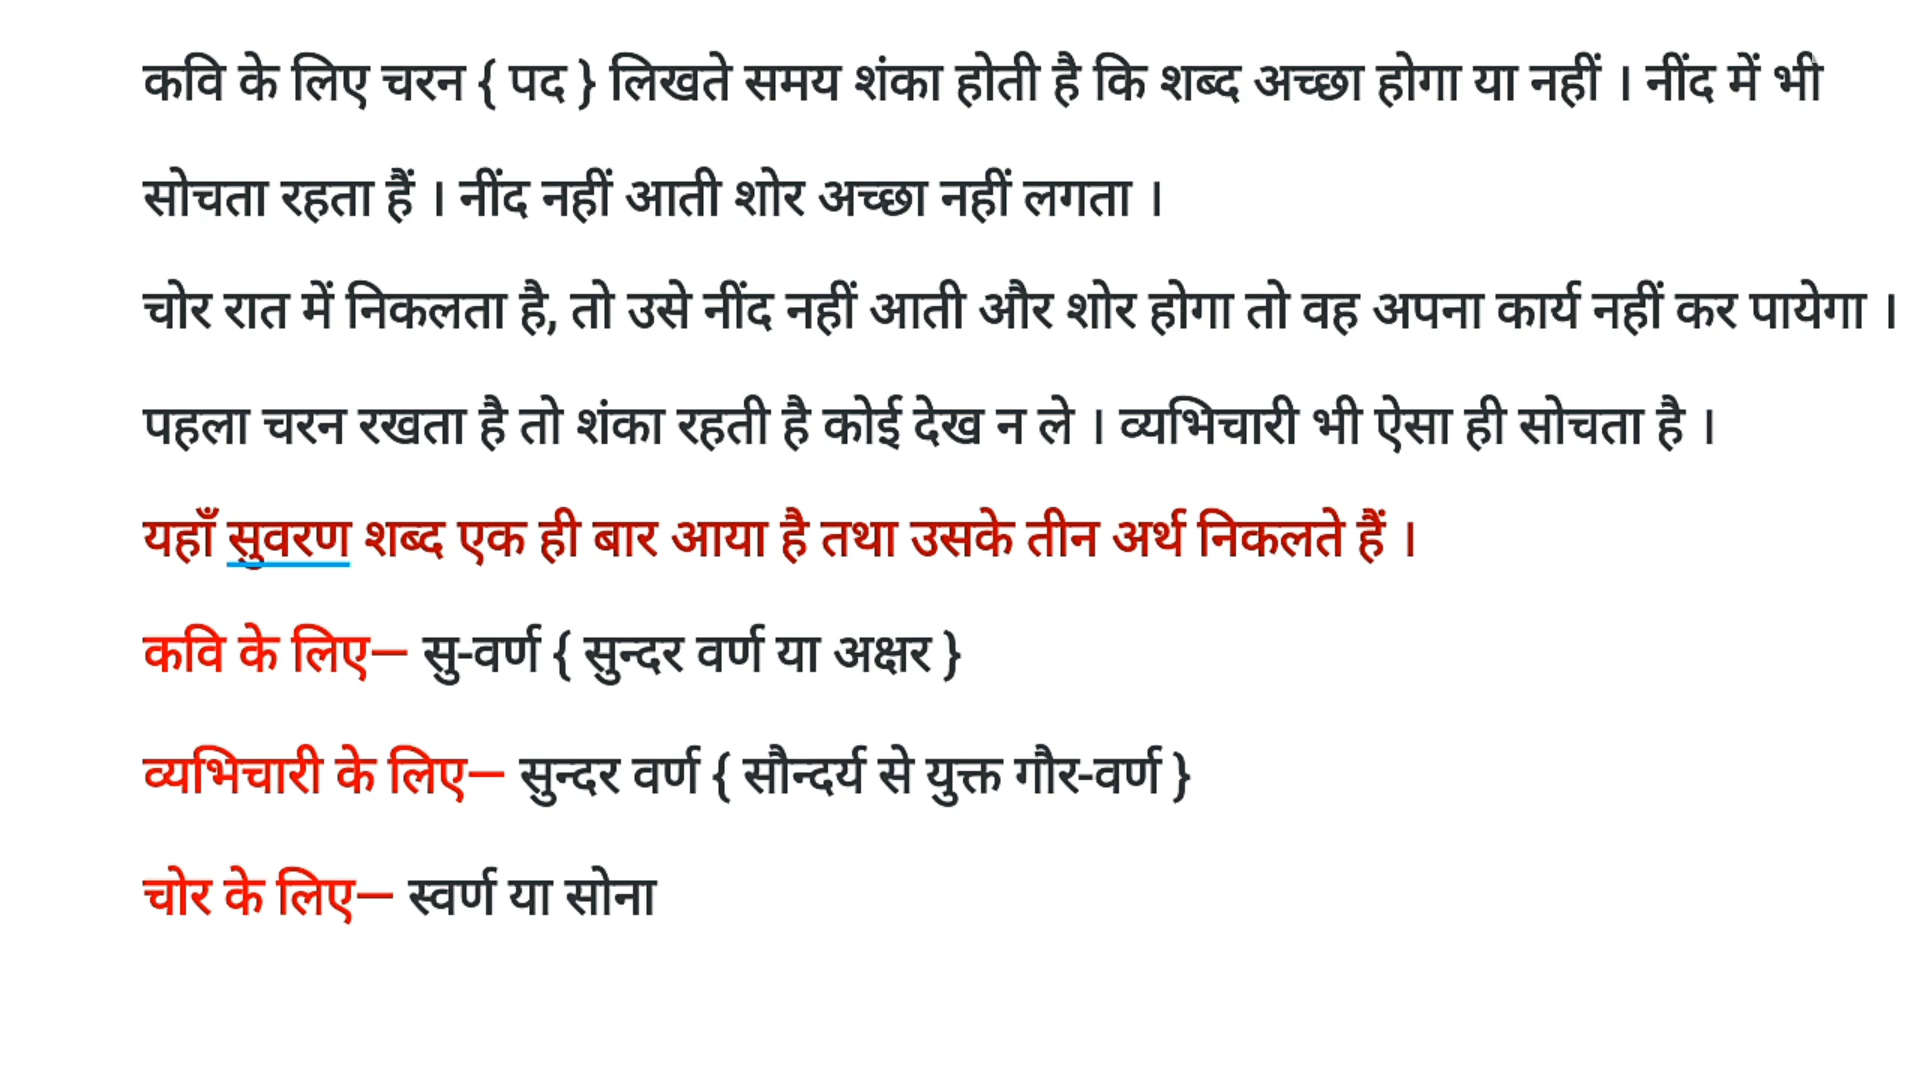 कवि के लिए चरन { पद } लिखते समय शंका होती है कि शब्द अच्छा होगा या नहीं । नींद में भी
सोचता रहता हैं । नींद नहीं आती शोर अच्छा नहीं लगता ।
चोर रात में निकलता है, तो उसे नींद नहीं आती और शोर होगा तो वह अपना कार्य नहीं कर पायेगा ।
पहला चरन रखता है तो शंका रहती है कोई देख न ले । व्यभिचारी भी ऐसा ही सोचता है ।
यहाँ सुवरण शब्द एक ही बार आया है तथा उसके तीन अर्थ निकलते हैं ।
कवि के लिए— सु-वर्ण { सुन्दर वर्ण या अक्षर }
व्यभिचारी के लिए— सुन्दर वर्ण { सौन्दर्य से युक्त गौर-वर्ण }
चोर के लिए— स्वर्ण या सोना